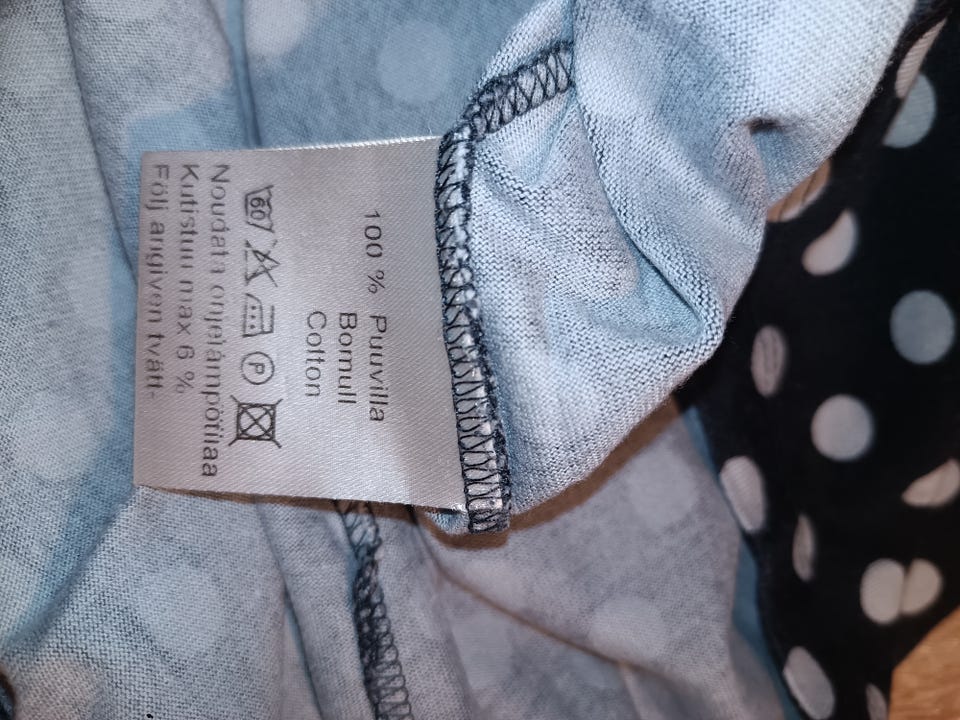 100 % Puuvilla
Bomull
Cotton
60 P
Noudata ohjelämpötilaa
Kutistuu max 6 %
Följ angiven tvätt-